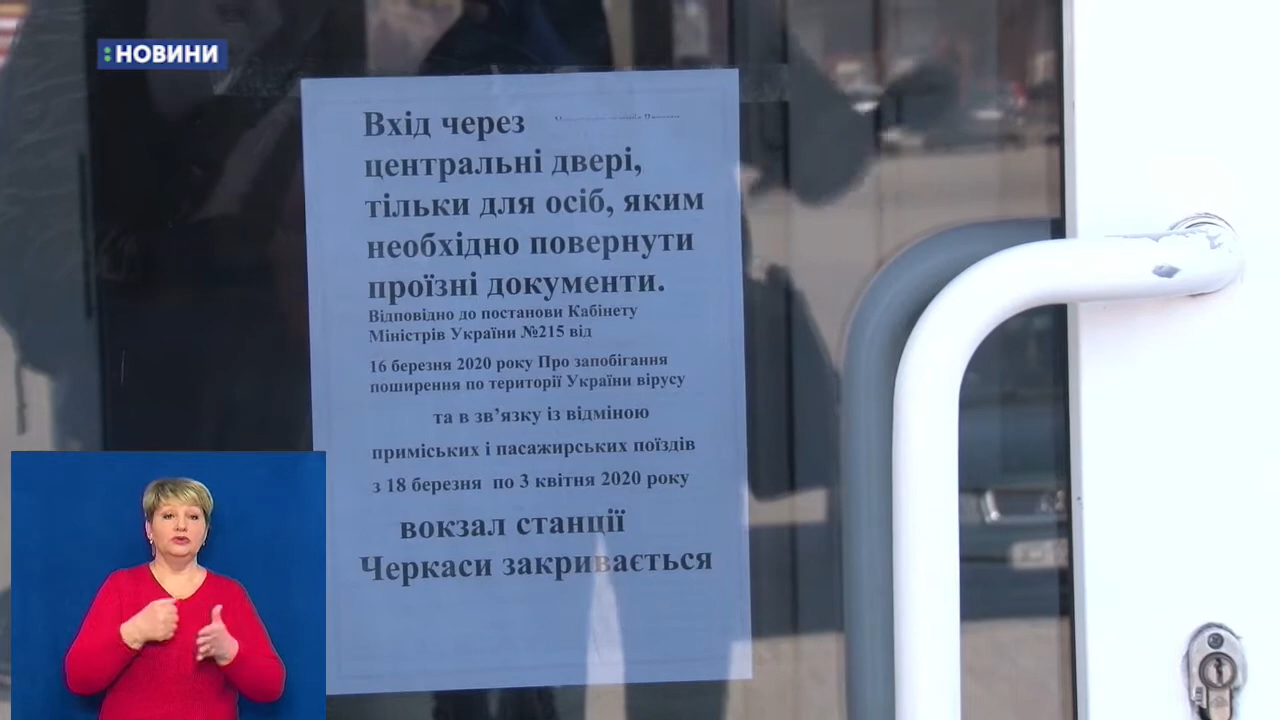 :НОВИНИ
Вхід через
центральні двері,
тільки для осіб, яким
необхідно повернути
проїзні документи.
Відповідно до постанови Кабінету
Міністрів України №215 від
16 березня 2020 року Про запобігання
поширення по території України вірусу
та в зв’язку із відміною
приміських і пасажирських поїздів
з 18 березня по 3 квітня 2020 року
вокзал станції
Черкаси закривається